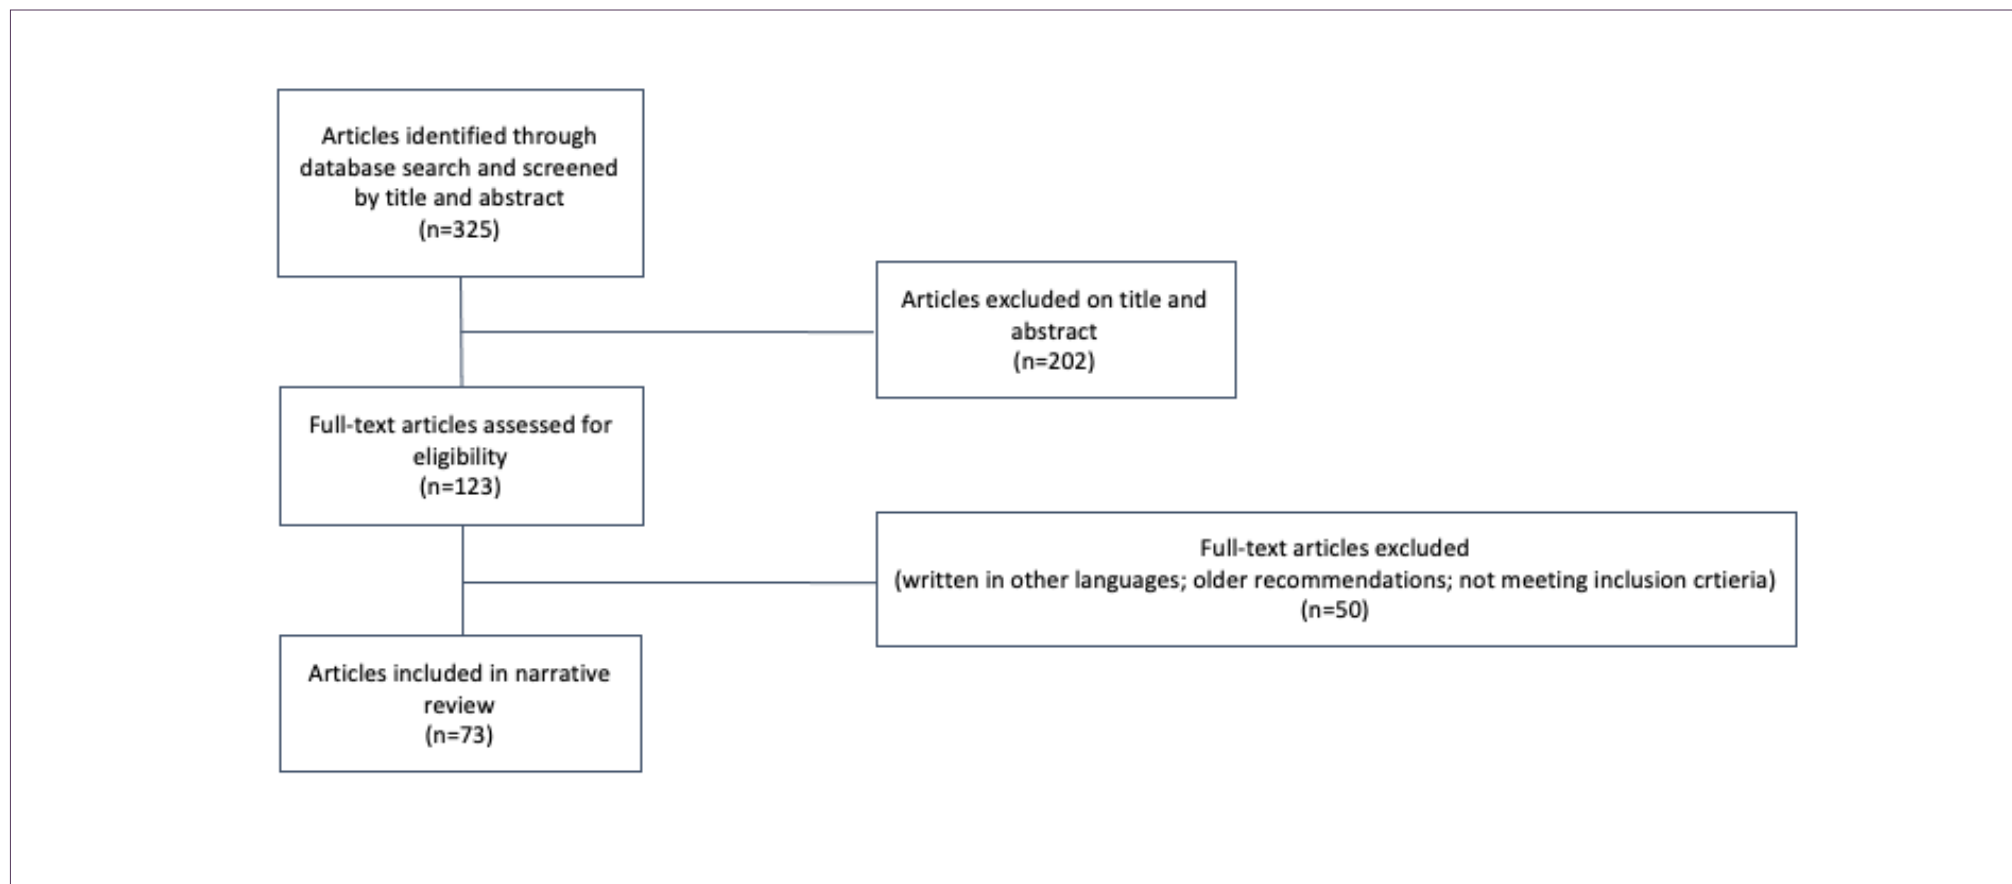 Articles identified through
database search and screened
by title and abstract
(n=325)
Articles excluded on title and
abstract
(n=202)
Full-text articles assessed for
eligibility
(n=123)
Full-text articles excluded
(written in other languages; older recommendations; not meeting inclusion crtieria)
(n=50)
Articles included in narrative
review
(n=73)